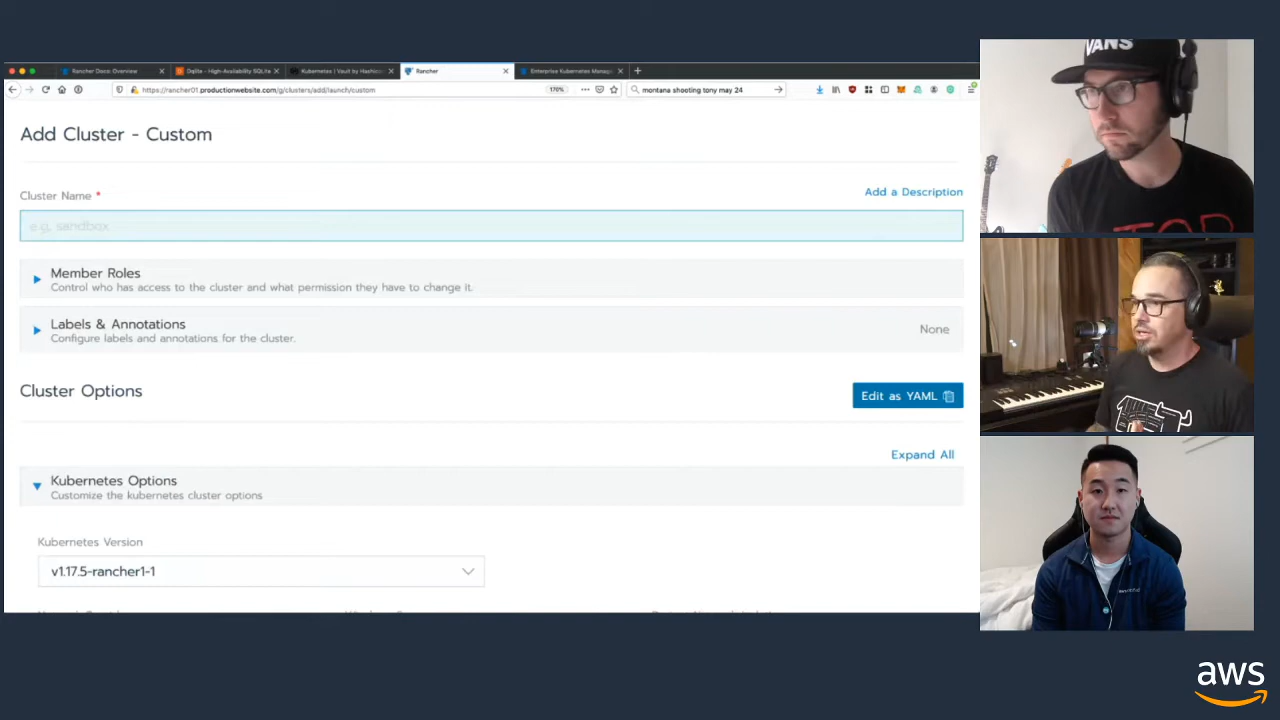 Rancher Docs: Overview
Dqlite - High-Availability SQLite
Kubernetes | Vault by Hashic
Rancher
Enterprise Kubernetes Manag
https://rancher01.productionwebsite.com/g/clusters/add/launch/custom
170%
montana shooting tony may 24
Add Cluster - Custom
Cluster Name *
Add a Description
e.g. sandbox
Member Roles
Control who has access to the cluster and what permission they have to change it.
Labels & Annotations
Configure labels and annotations for the cluster.
None
Cluster Options
Edit as YAML
Expand All
Kubernetes Options
Customize the kubernetes cluster options
Kubernetes Version
v1.17.5-rancher1-1
VANS
aws